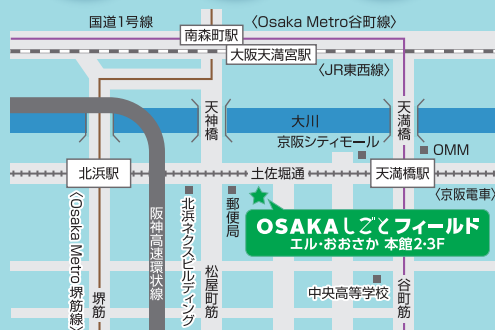 国道1号線
〈Osaka Metro谷町線〉
南森町駅
大阪天満宮駅
〈JR東西線〉
天神橋
天満橋
大川
京阪シティモール
OMM
北浜駅
土佐堀通
天満橋駅
〈京阪電車〉
〈Osaka Metro 堺筋線〉
堺筋
阪神高速環状線
北浜ネクスビルディング
郵便局
松屋町筋
OSAKAしごとフィールド
エル・おおさか 本館2・3F
中央高等学校
谷町筋